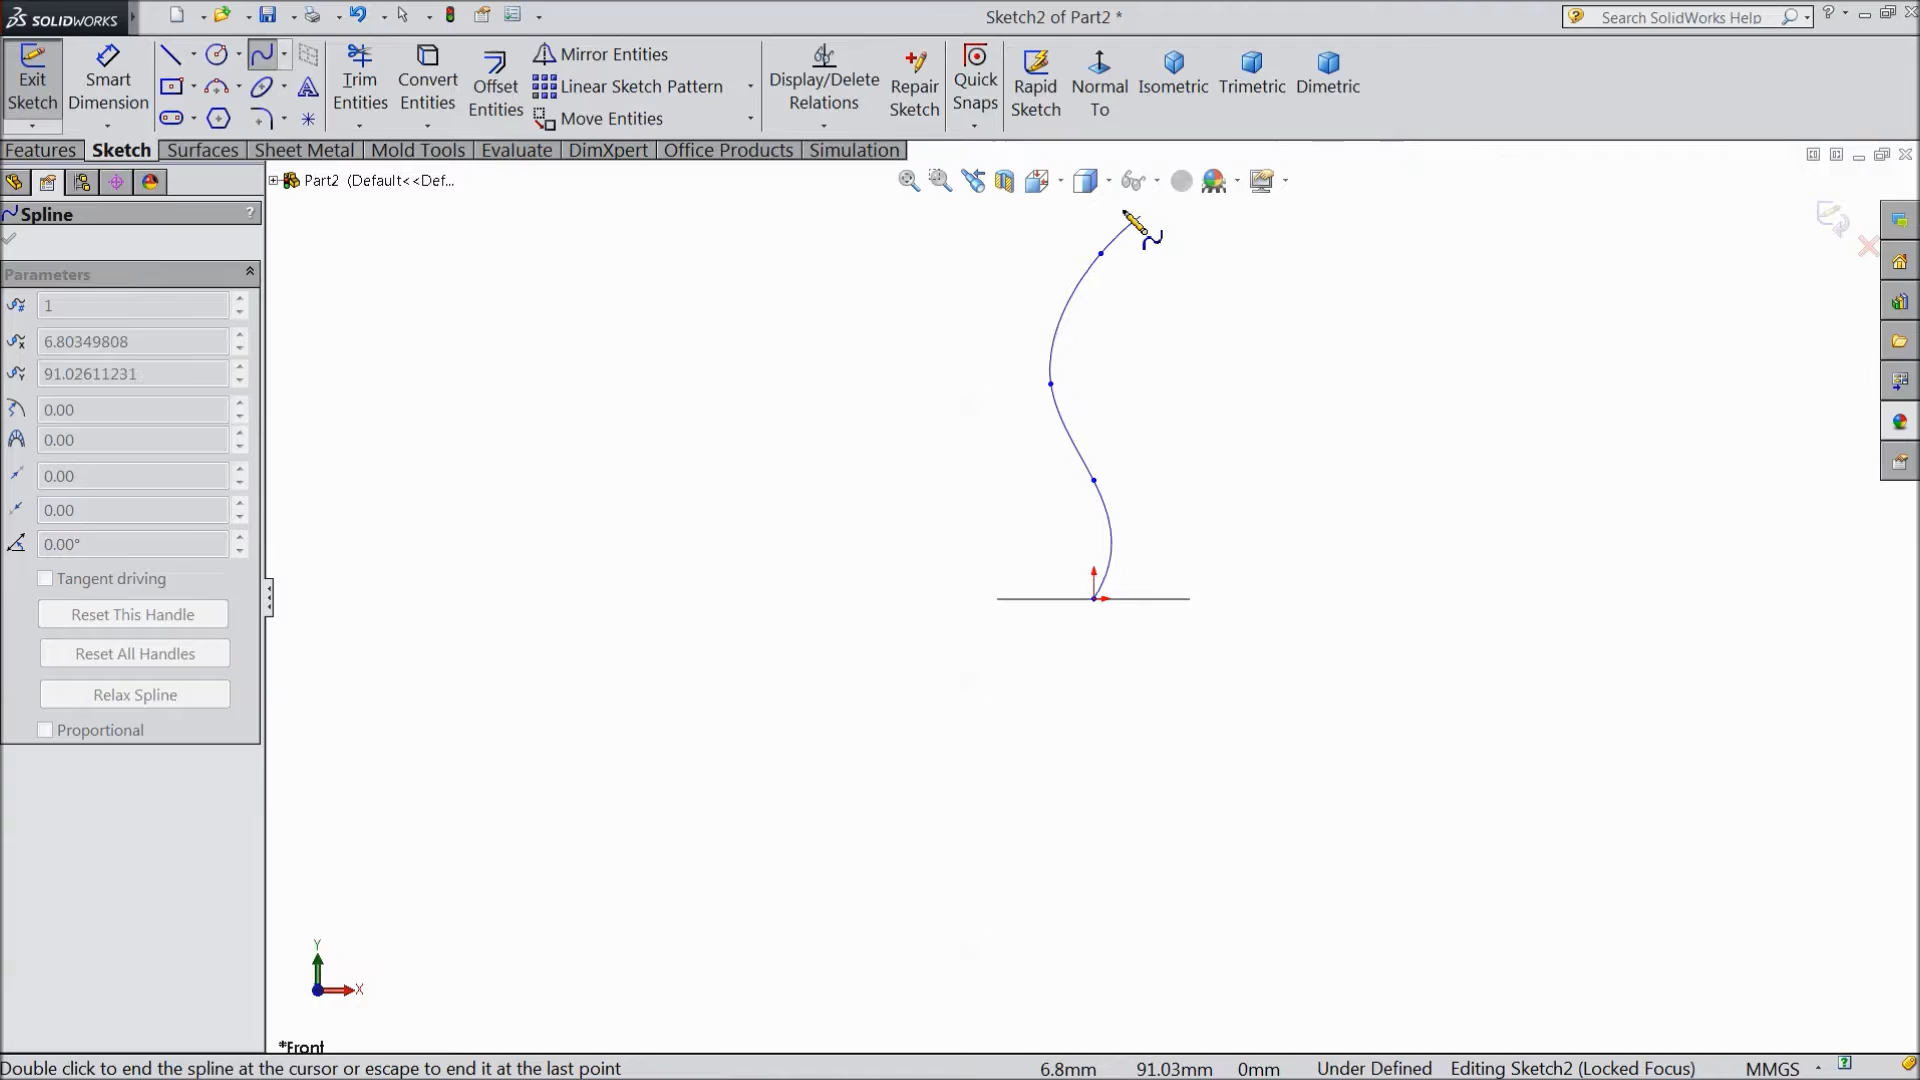 SOLIDWORKS
Sketch2 of Part2 *
Search SolidWorks Help
Exit Sketch
Smart Dimension
Trim Entities
Convert Entities
Offset Entities
Mirror Entities
Linear Sketch Pattern
Move Entities
Display/Delete Relations
Repair Sketch
Quick Snaps
Rapid Sketch
Normal To
Isometric
Trimetric
Dimetric
Features
Sketch
Surfaces
Sheet Metal
Mold Tools
Evaluate
DimXpert
Office Products
Simulation
Part2 (Default<<Def...
Spline
?
Parameters
1
6.80349808
91.02611231
0.00
0.00
0.00
0.00
0.00°
Tangent driving
Reset This Handle
Reset All Handles
Relax Spline
Proportional
Y
X
*Front
Double click to end the spline at the cursor or escape to end it at the last point
6.8mm
91.03mm
0mm
Under Defined
Editing Sketch2 (Locked Focus)
MMGS